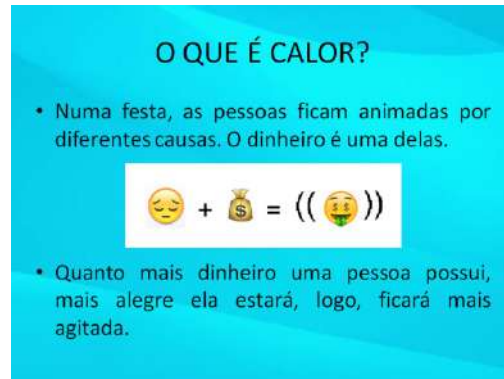 O QUE É CALOR?
• Numa festa, as pessoas ficam animadas por
diferentes causas. O dinheiro é uma delas.
😔 + 💰 = ((🤑))
• Quanto mais dinheiro uma pessoa possui,
mais alegre ela estará, logo, ficará mais
agitada.